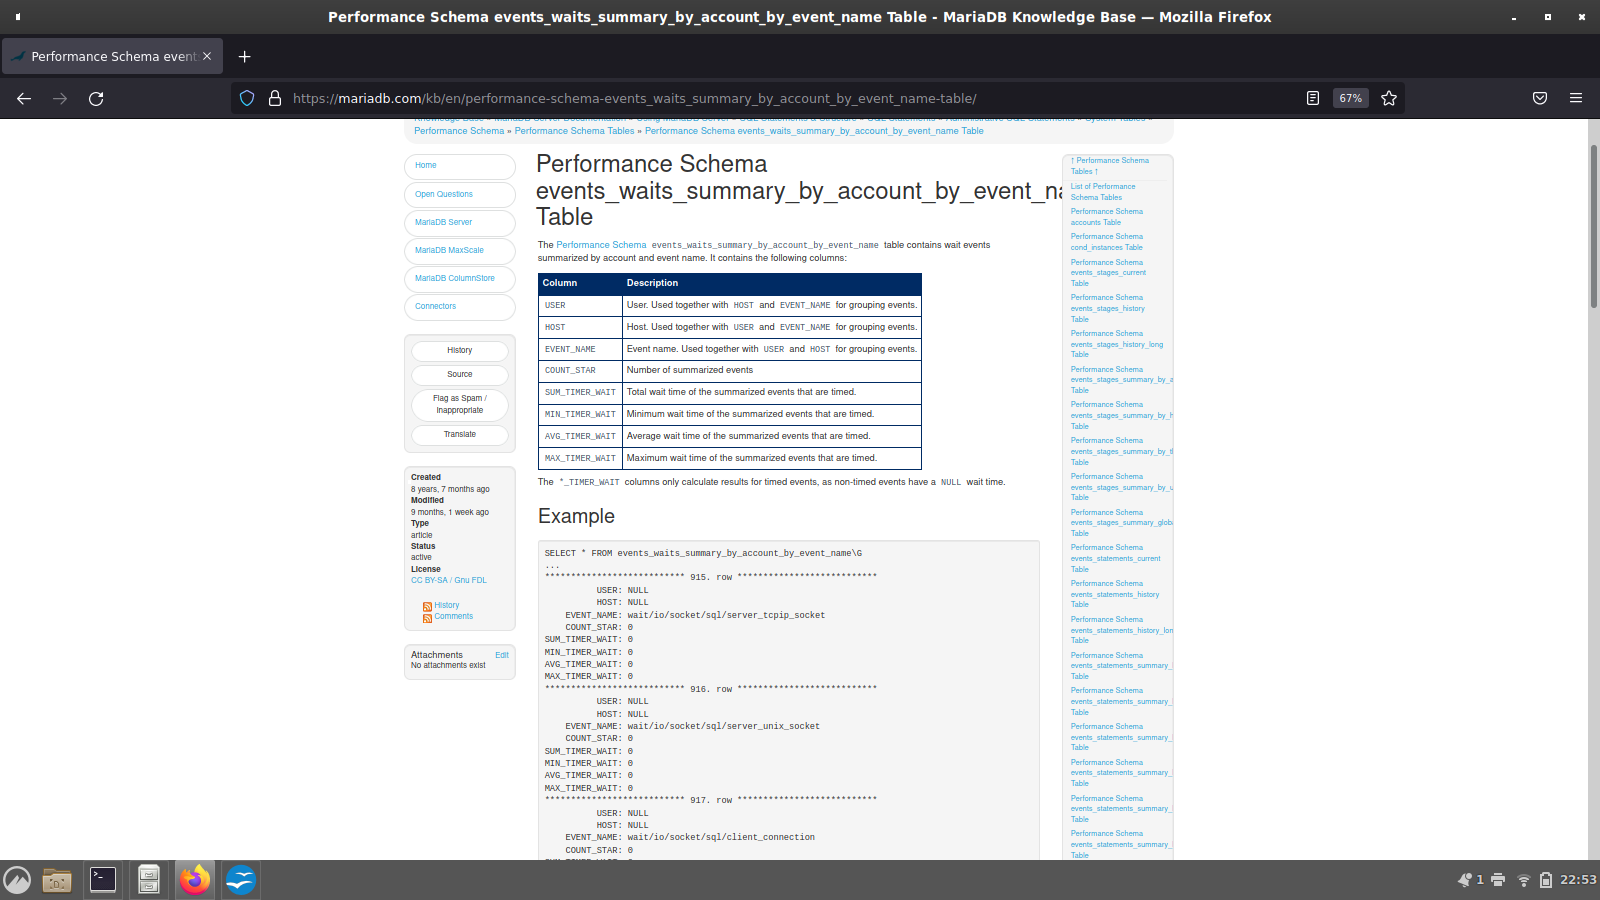 Performance Schema events_waits_summary_by_account_by_event_name Table - MariaDB Knowledge Base — Mozilla Firefox
Performance Schema event
https://mariadb.com/kb/en/performance-schema-events_waits_summary_by_account_by_event_name-table/
67%
Knowledge Base » MariaDB Server Documentation » Using MariaDB Server » SQL Statements & Structure » SQL Statements » Administrative SQL Statements » System Tables »
Performance Schema » Performance Schema Tables » Performance Schema events_waits_summary_by_account_by_event_name Table
Home
Open Questions
MariaDB Server
MariaDB MaxScale
MariaDB ColumnStore
Connectors
History
Source
Flag as Spam /
Inappropriate
Translate
Created
8 years, 7 months ago
Modified
9 months, 1 week ago
Type
article
Status
active
License
CC BY-SA / Gnu FDL
History
Comments
Attachments Edit
No attachments exist
Performance Schema
events_waits_summary_by_account_by_event_na
Table
The Performance Schema events_waits_summary_by_account_by_event_name table contains wait events
summarized by account and event name. It contains the following columns:
Column Description
USER User. Used together with HOST and EVENT_NAME for grouping events.
HOST Host. Used together with USER and EVENT_NAME for grouping events.
EVENT_NAME Event name. Used together with USER and HOST for grouping events.
COUNT_STAR Number of summarized events
SUM_TIMER_WAIT Total wait time of the summarized events that are timed.
MIN_TIMER_WAIT Minimum wait time of the summarized events that are timed.
AVG_TIMER_WAIT Average wait time of the summarized events that are timed.
MAX_TIMER_WAIT Maximum wait time of the summarized events that are timed.
The *_TIMER_WAIT columns only calculate results for timed events, as non-timed events have a NULL wait time.
Example
SELECT * FROM events_waits_summary_by_account_by_event_name\G
...
*************************** 915. row ***************************
USER: NULL
HOST: NULL
EVENT_NAME: wait/io/socket/sql/server_tcpip_socket
COUNT_STAR: 0
SUM_TIMER_WAIT: 0
MIN_TIMER_WAIT: 0
AVG_TIMER_WAIT: 0
MAX_TIMER_WAIT: 0
*************************** 916. row ***************************
USER: NULL
HOST: NULL
EVENT_NAME: wait/io/socket/sql/server_unix_socket
COUNT_STAR: 0
SUM_TIMER_WAIT: 0
MIN_TIMER_WAIT: 0
AVG_TIMER_WAIT: 0
MAX_TIMER_WAIT: 0
*************************** 917. row ***************************
USER: NULL
HOST: NULL
EVENT_NAME: wait/io/socket/sql/client_connection
COUNT_STAR: 0
↑ Performance Schema
Tables ↑
List of Performance
Schema Tables
Performance Schema
accounts Table
Performance Schema
cond_instances Table
Performance Schema
events_stages_current
Table
Performance Schema
events_stages_history
Table
Performance Schema
events_stages_history_long
Table
Performance Schema
events_stages_summary_by_a
Table
Performance Schema
events_stages_summary_by_h
Table
Performance Schema
events_stages_summary_by_t
Table
Performance Schema
events_stages_summary_by_u
Table
Performance Schema
events_stages_summary_glob
Table
Performance Schema
events_statements_current
Table
Performance Schema
events_statements_history
Table
Performance Schema
events_statements_history_lon
Table
Performance Schema
events_statements_summary_
Table
Performance Schema
events_statements_summary_
Table
Performance Schema
events_statements_summary_
Table
Performance Schema
events_statements_summary_
Table
Performance Schema
events_statements_summary_
Table
Performance Schema
events_statements_summary_
Table
1
22:53